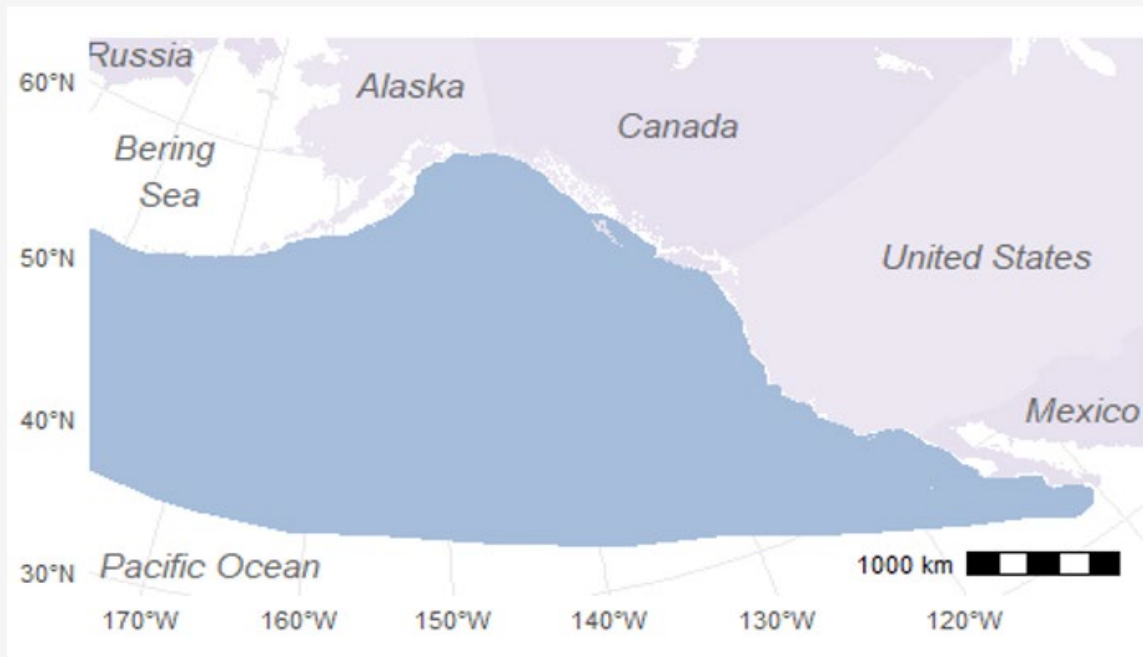 Russia
60°N
Alaska
Canada
Bering
Sea
50°N
United States
40°N
Mexico
Pacific Ocean
1000 km
30°N
170°W
160°W
150°W
140°W
130°W
120°W